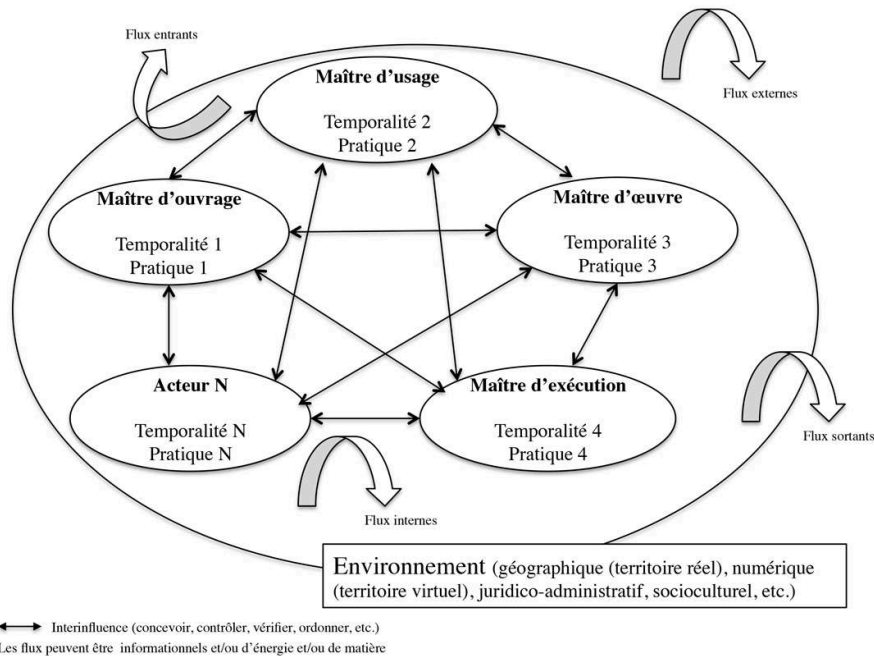 Flux entrants
Flux externes
Maître d'usage
Temporalité 2
Pratique 2
Maître d'ouvrage
Temporalité 1
Pratique 1
Maître d'œuvre
Temporalité 3
Pratique 3
Acteur N
Temporalité N
Pratique N
Maître d'exécution
Temporalité 4
Pratique 4
Flux sortants
Flux internes
Environnement (géographique (territoire réel), numérique
(territoire virtuel), juridico-administratif, socioculturel, etc.)
Interinfluence (concevoir, contrôler, vérifier, ordonner, etc.)
Les flux peuvent être informationnels et/ou d'énergie et/ou de matière